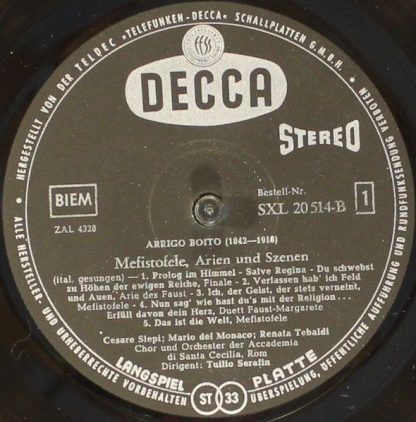 HERGESTELLT VON DER TELDEC »TELEFUNKEN-DECCA« SCHALLPLATTEN G.M.B.H.
DECCA
STEREO
BIEM
ZAL 4328
Bestell-Nr.
SXL 20 514-B
1
ARRIGO BOITO (1842—1918)
Mefistofele, Arien und Szenen
(ital. gesungen) — 1. Prolog im Himmel - Salve Regina - Du schwebst
zu Höhen der ewigen Reiche, Finale - 2. Verlassen hab' ich Feld
und Auen, Arie des Faust - 3. Ich, der Geist, der stets verneint,
Mefistofele - 4. Nun sag' wie hast du's mit der Religion...
Erfüll davon dein Herz, Duett Faust-Margarete
5. Das ist die Welt, Mefistofele
Cesare Siepi; Mario del Monaco; Renata Tebaldi
Chor und Orchester der Accademia
di Santa Cecilia, Rom
Dirigent: Tullio Serafin
LANGSPIEL PLATTE
ST 33
ALLE HERSTELLER- UND URHEBERRECHTE VORBEHALTEN
ÜBERSPIELUNG, ÖFFENTLICHE AUFFÜHRUNG UND RUNDFUNKSENDUNG VERBOTEN